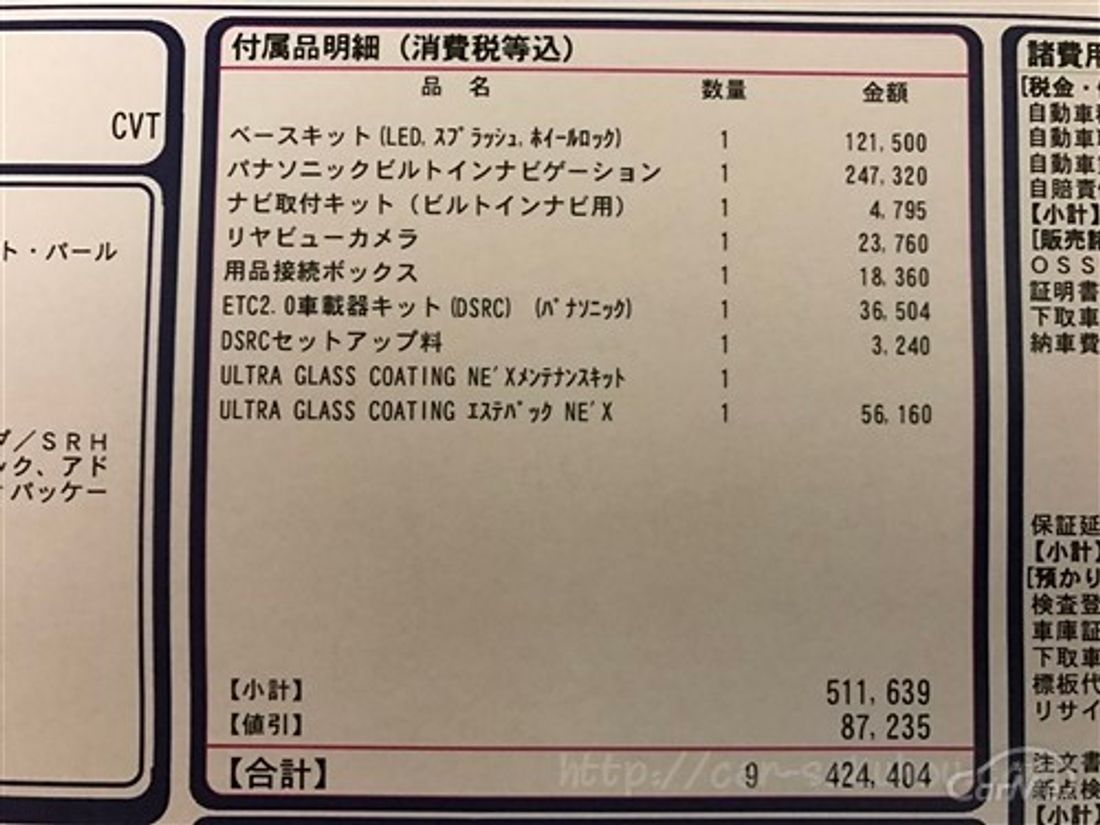 CVT
ト・パール
ダ／ＳＲＨ
ック、アド
パッケー
付属品明細（消費税等込）
品 名 数量 金額
ベースキット(LED, ｽﾌﾟﾗｯｼｭ, ﾎｲｰﾙﾛｯｸ) 1 121,500
パナソニックビルトインナビゲーション 1 247,320
ナビ取付キット（ビルトインナビ用） 1 4,795
リヤビューカメラ 1 23,760
用品接続ボックス 1 18,360
ETC2.0車載器キット(DSRC) (ﾊﾟﾅｿﾆｯｸ) 1 36,504
DSRCセットアップ料 1 3,240
ULTRA GLASS COATING NE'Xﾒﾝﾃﾅﾝｽｷｯﾄ 1
ULTRA GLASS COATING ｴｽﾃﾊﾟｯｸ NE'X 1 56,160
【小計】 511,639
【値引】 87,235
【合計】 9 424,404
諸費用
[税金・
自動車
自動車
自動車
自賠責
【小計】
[販売諸
ＯＳＳ
証明書
下取車
納車費
保証延
【小計】
[預かり
検査登
車庫証
下取車
標板代
リサイ
注文書
新点検
【小計】